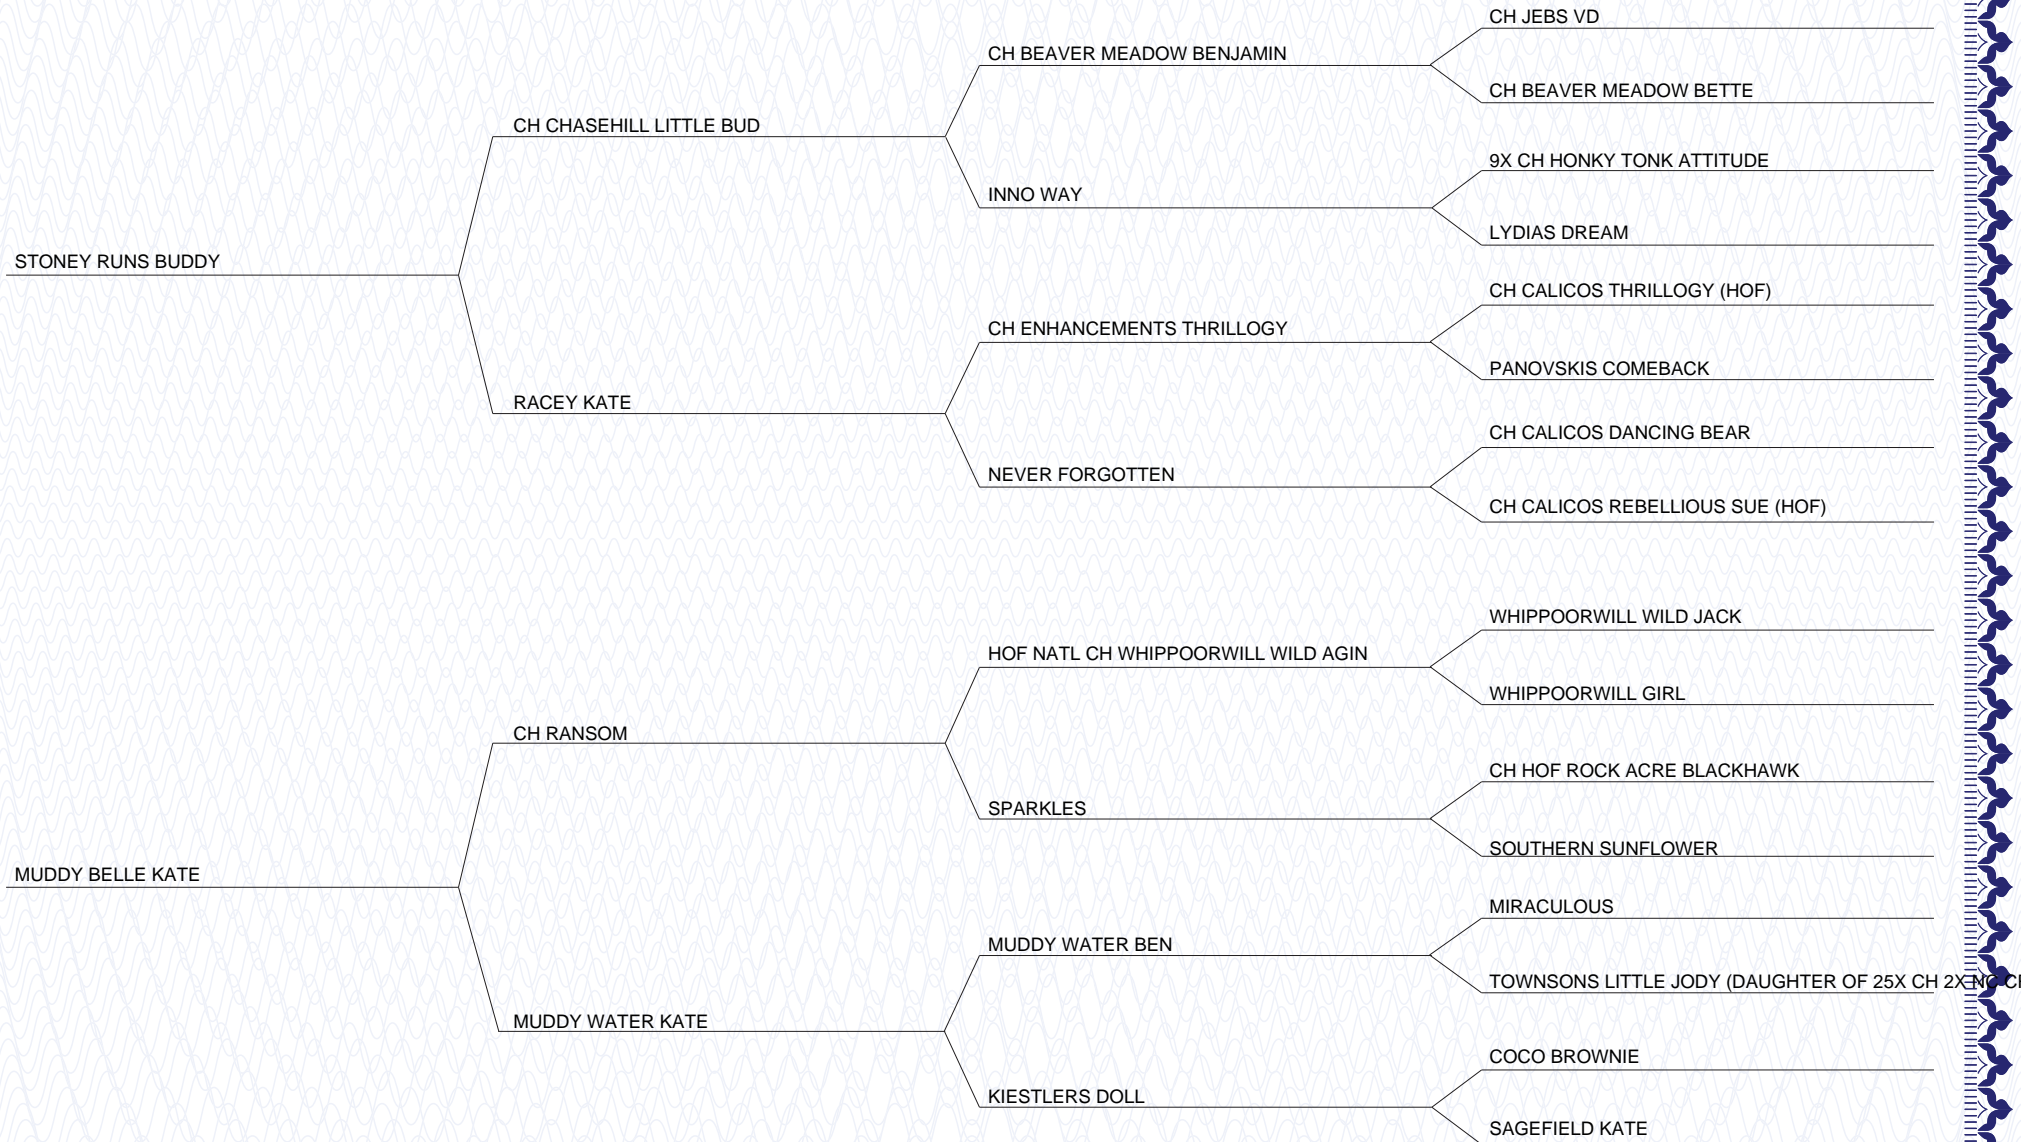 CH JEBS VD
CH BEAVER MEADOW BENJAMIN
CH BEAVER MEADOW BETTE
CH CHASEHILL LITTLE BUD
9X CH HONKY TONK ATTITUDE
INNO WAY
LYDIAS DREAM
STONEY RUNS BUDDY
CH CALICOS THRILLOGY (HOF)
CH ENHANCEMENTS THRILLOGY
PANOVSKIS COMEBACK
RACEY KATE
CH CALICOS DANCING BEAR
NEVER FORGOTTEN
CH CALICOS REBELLIOUS SUE (HOF)
WHIPPOORWILL WILD JACK
HOF NATL CH WHIPPOORWILL WILD AGIN
WHIPPOORWILL GIRL
CH RANSOM
CH HOF ROCK ACRE BLACKHAWK
SPARKLES
SOUTHERN SUNFLOWER
MUDDY BELLE KATE
MIRACULOUS
MUDDY WATER BEN
TOWNSONS LITTLE JODY (DAUGHTER OF 25X CH 2X NC
MUDDY WATER KATE
COCO BROWNIE
KIESTLERS DOLL
SAGEFIELD KATE